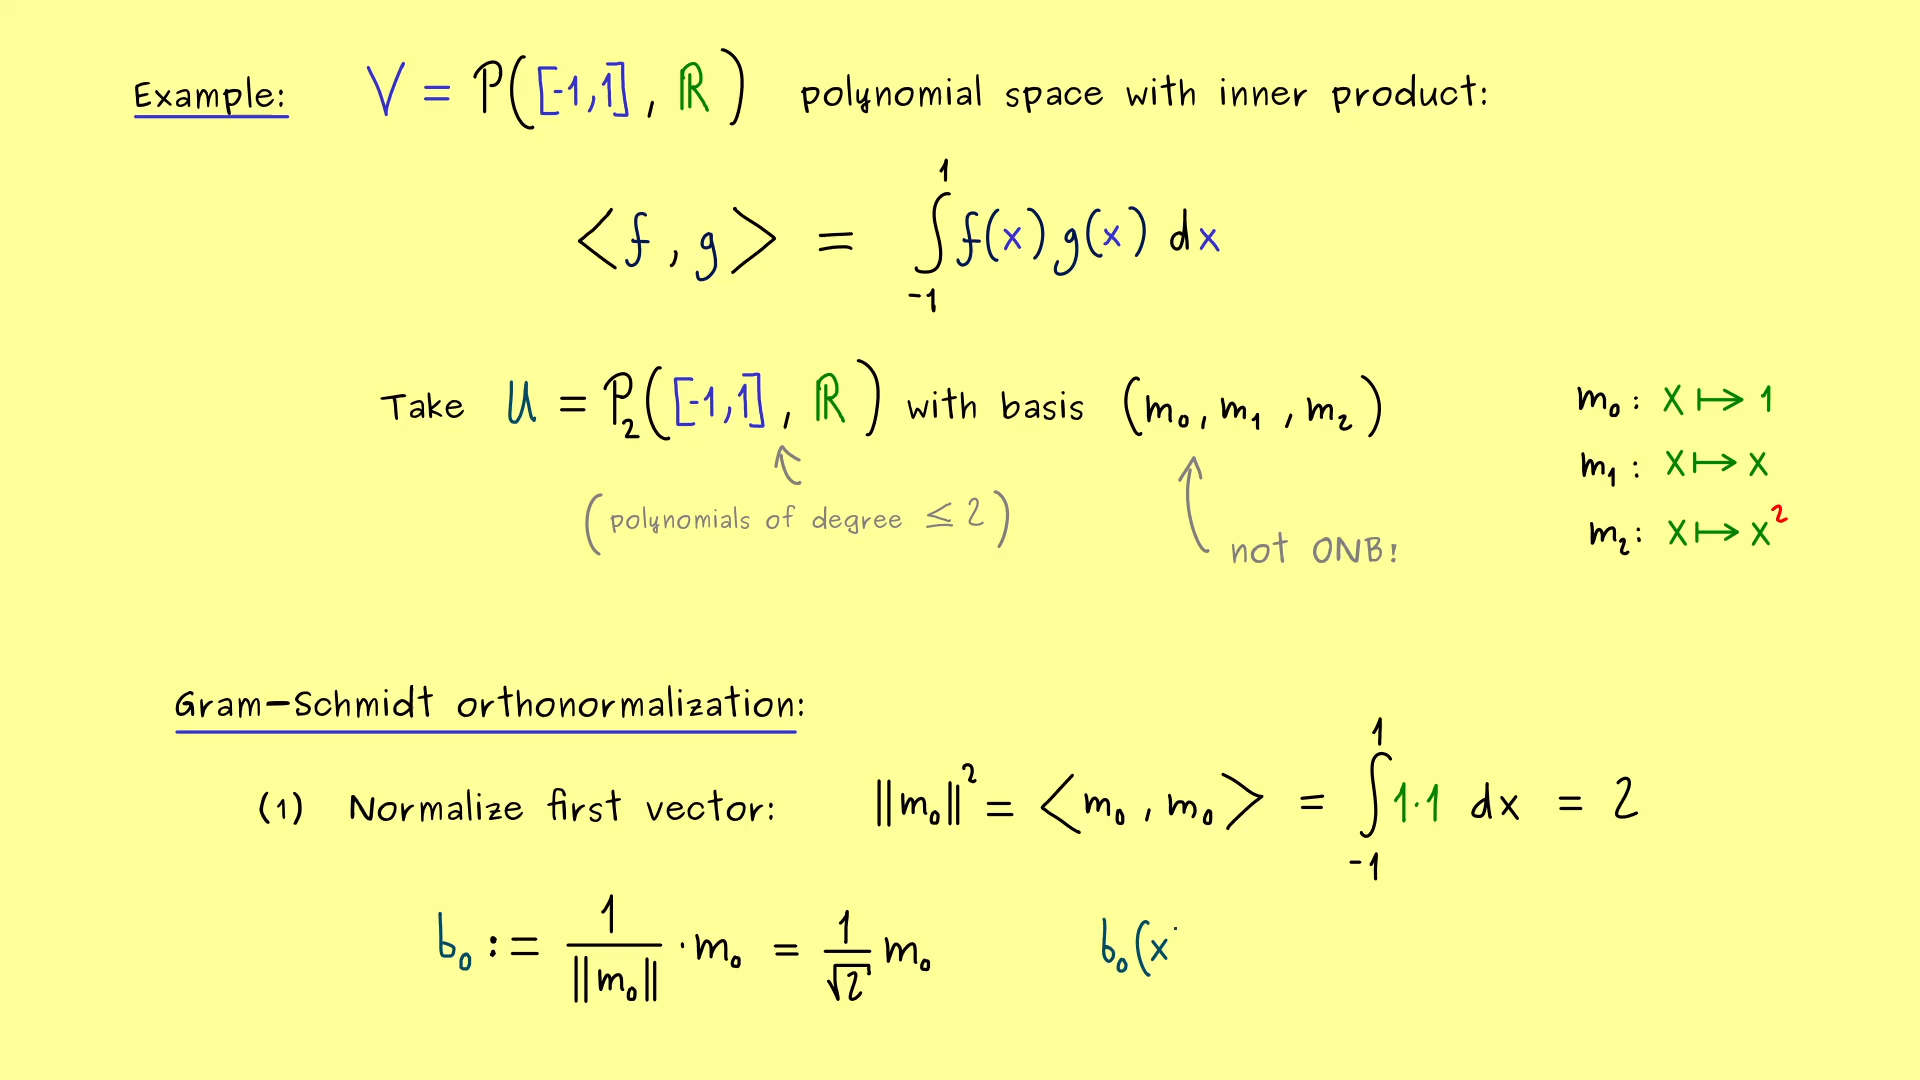 Example: V = P([-1,1], ℝ) polynomial space with inner product:
<f, g> = ∫_{-1}^{1} f(x) g(x) dx
Take U = P₂([-1,1], ℝ) with basis (m₀, m₁, m₂)
(polynomials of degree ≤ 2)
not ONB!
m₀: x ↦ 1
m₁: x ↦ x
m₂: x ↦ x²
Gram-Schmidt orthonormalization:
(1) Normalize first vector: ||m₀||² = <m₀, m₀> = ∫_{-1}^{1} 1·1 dx = 2
b₀ := 1/||m₀|| · m₀ = 1/√2 m₀ b₀(x